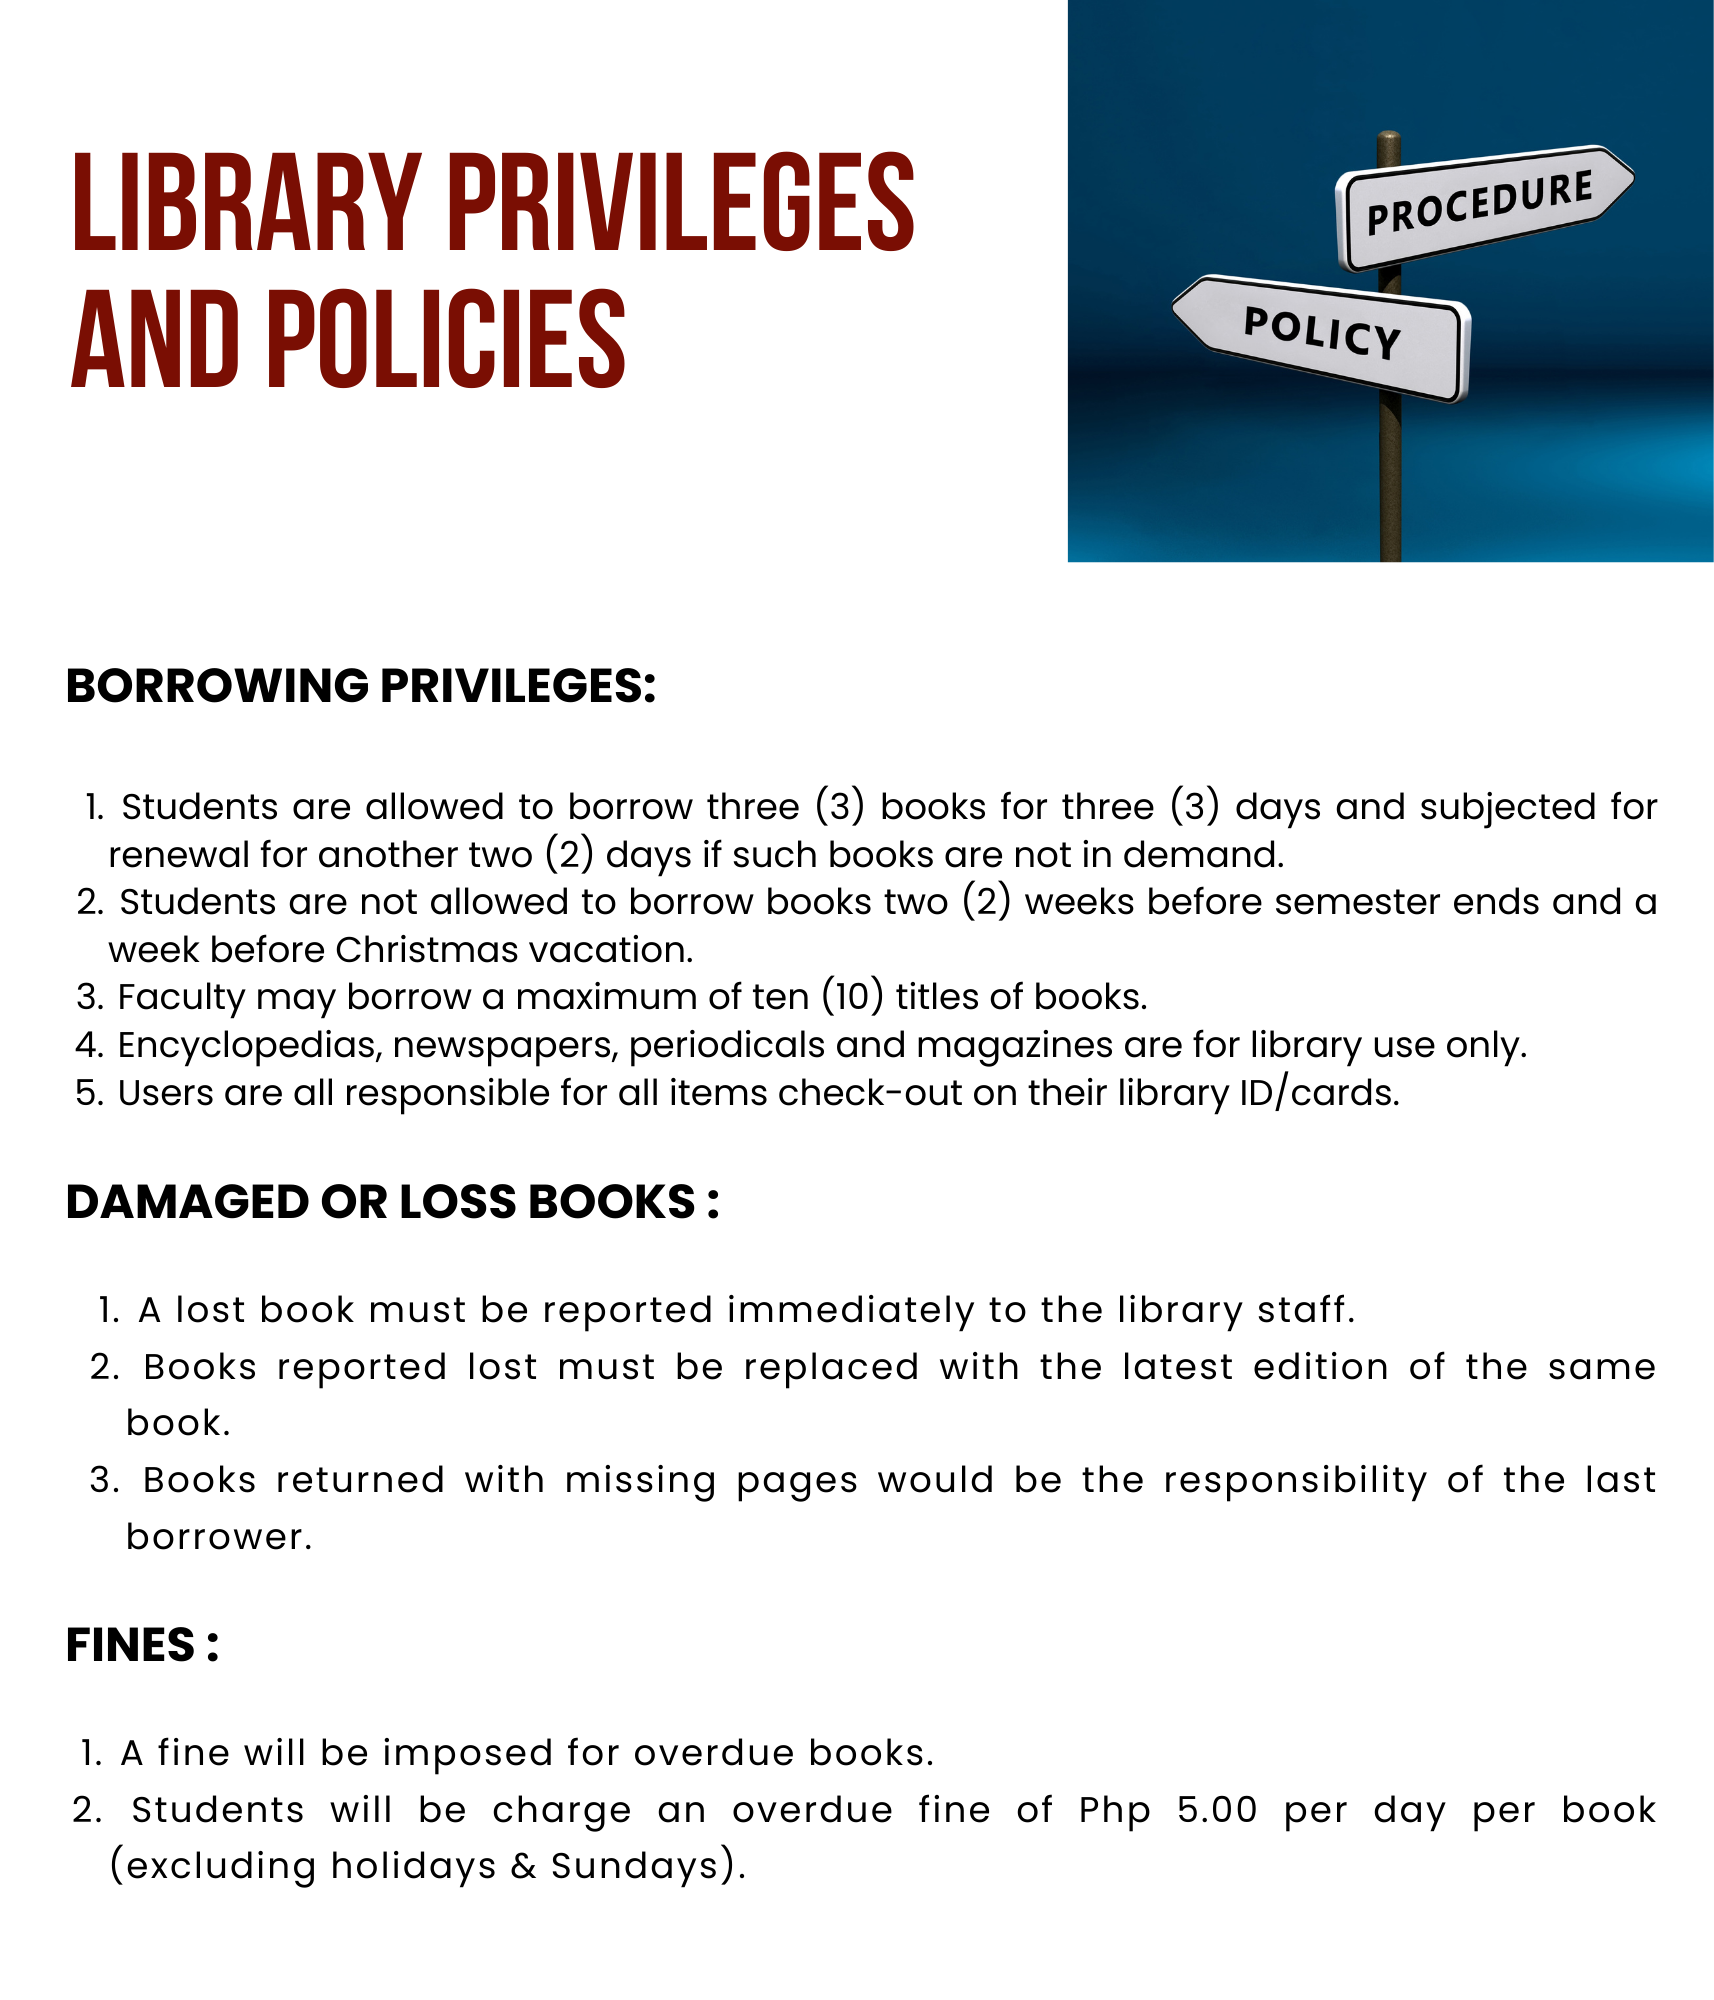 LIBRARY PRIVILEGES
AND POLICIES
PROCEDURE
POLICY
BORROWING PRIVILEGES:
1. Students are allowed to borrow three (3) books for three (3) days and subjected for
renewal for another two (2) days if such books are not in demand.
2. Students are not allowed to borrow books two (2) weeks before semester ends and a
week before Christmas vacation.
3. Faculty may borrow a maximum of ten (10) titles of books.
4. Encyclopedias, newspapers, periodicals and magazines are for library use only.
5. Users are all responsible for all items check-out on their library ID/cards.
DAMAGED OR LOSS BOOKS :
1. A lost book must be reported immediately to the library staff.
2. Books reported lost must be replaced with the latest edition of the same
book.
3. Books returned with missing pages would be the responsibility of the last
borrower.
FINES :
1. A fine will be imposed for overdue books.
2. Students will be charge an overdue fine of Php 5.00 per day per book
(excluding holidays & Sundays).